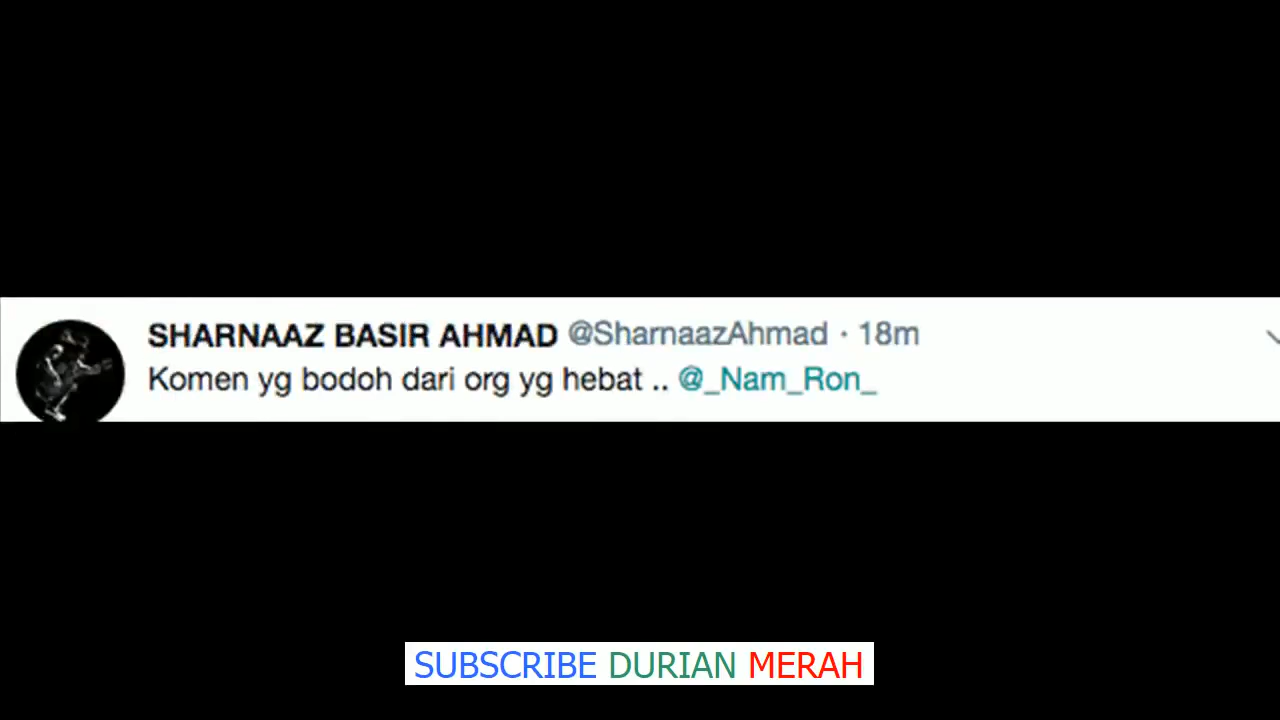 SHARNAAZ BASIR AHMAD @SharnaazAhmad · 18m
Komen yg bodoh dari org yg hebat .. @_Nam_Ron_
SUBSCRIBE DURIAN MERAH